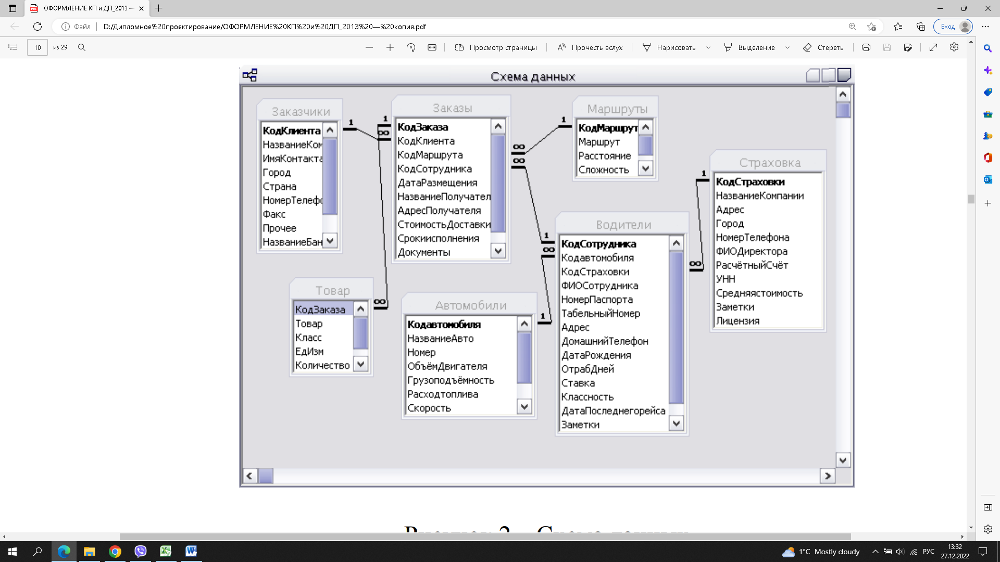 ОФОРМЛЕНИЕ КП и ДП_2013 —
Файл
D:/Дипломное%20проектирование/ОФОРМЛЕНИЕ%20КП%20и%20ДП_2013%20—%20копия.pdf
Вход
10
из 29
Просмотр страницы
Прочесть вслух
Нарисовать
Выделение
Стереть
Схема данных
Заказчики
КодКлиента
НазваниеКом
ИмяКонтакта
Город
Страна
НомерТелефо
Факс
Прочее
НазваниеБан
1
1
∞
Заказы
КодЗаказа
КодКлиента
КодМаршрута
КодСотрудника
ДатаРазмещения
НазваниеПолучател
АдресПолучателя
СтоимостьДоставки
Срокиисполнения
Документы
∞
∞
1
Маршруты
КодМаршрут
Маршрут
Расстояние
Сложность
Товар
КодЗаказа
Товар
Класс
ЕдИзм
Количество
∞
Автомобили
Кодавтомобиля
НазваниеАвто
Номер
ОбъёмДвигателя
Грузоподъёмность
Расходтоплива
Скорость
1
1
∞
Водители
КодСотрудника
Кодавтомобиля
КодСтраховки
ФИОСотрудника
НомерПаспорта
ТабельныйНомер
Адрес
ДомашнийТелефон
ДатаРождения
ОтрабДней
Ставка
Классность
ДатаПоследнегорейса
Заметки
∞
1
Страховка
КодСтраховки
НазваниеКомпании
Адрес
Город
НомерТелефона
ФИОДиректора
РасчётныйСчёт
УНН
Средняястоимость
Заметки
Лицензия
Рисунок 2 – Схема данных
1°C Mostly cloudy
РУС
13:32
27.12.2022